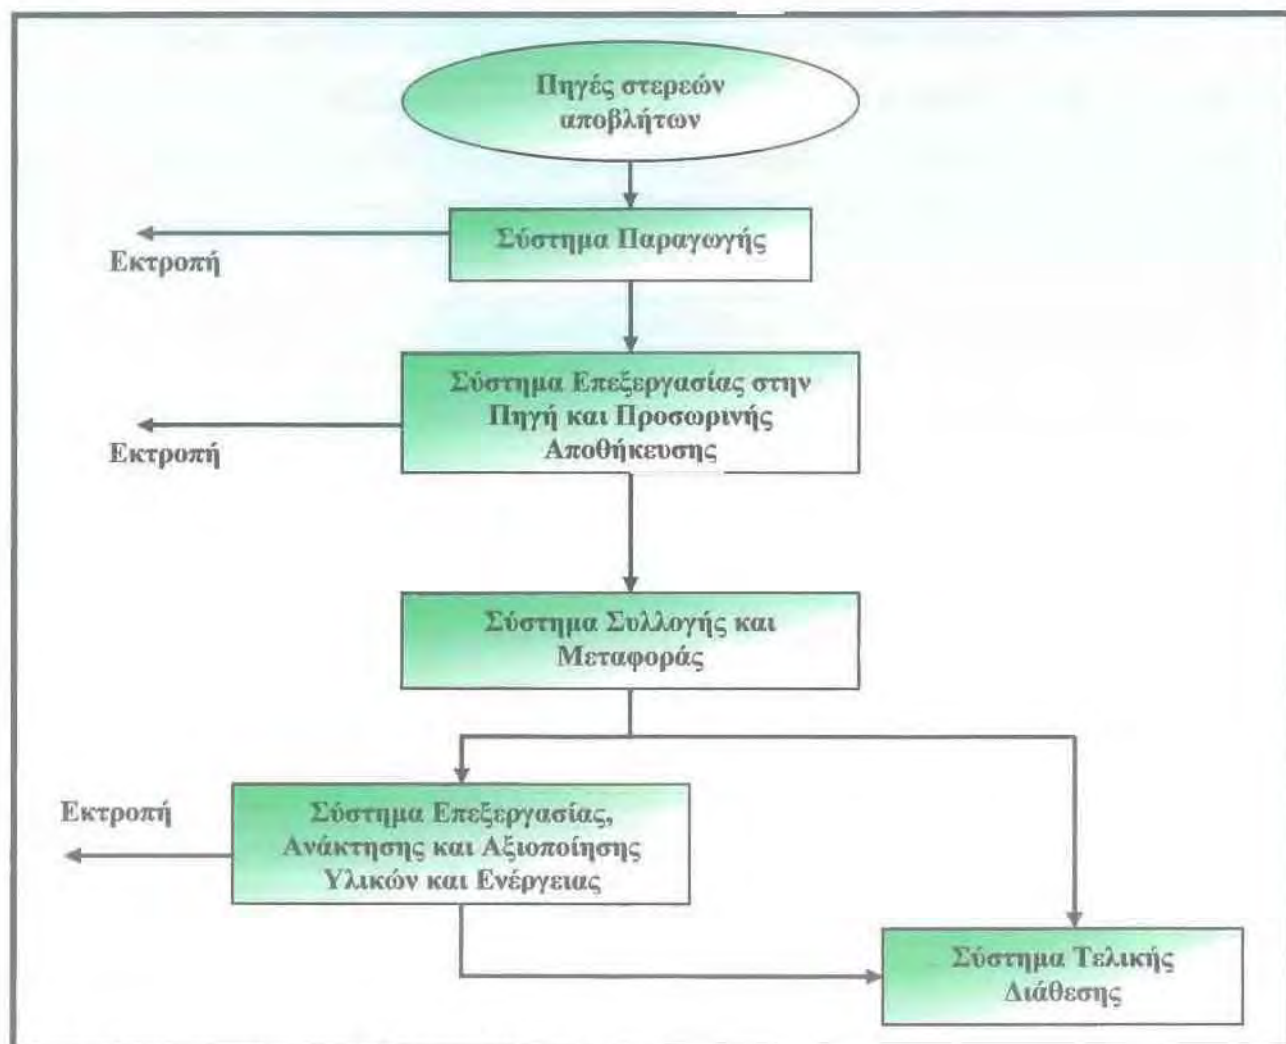 Πηγές στερεών
αποβλήτων
Σύστημα Παραγωγής
Εκτροπή
Σύστημα Επεξεργασίας στην
Πηγή και Προσωρινής
Αποθήκευσης
Εκτροπή
Σύστημα Συλλογής και
Μεταφοράς
Εκτροπή
Σύστημα Επεξεργασίας,
Ανάκτησης και Αξιοποίησης
Υλικών και Ενέργειας
Σύστημα Τελικής
Διάθεσης